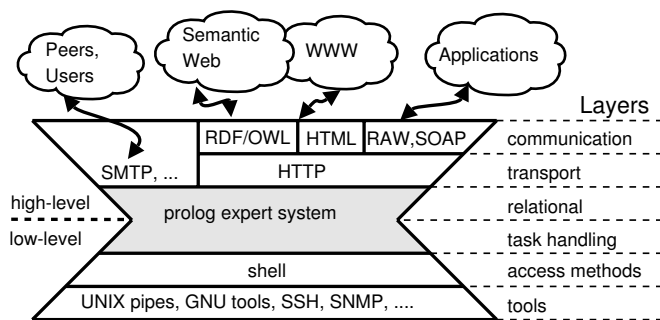 Peers,
Users
Semantic
Web
WWW
Applications
Layers
RDF/OWL
HTML
RAW,SOAP
communication
SMTP, ...
HTTP
transport
high-level
prolog expert system
relational
low-level
task handling
shell
access methods
UNIX pipes, GNU tools, SSH, SNMP, ....
tools